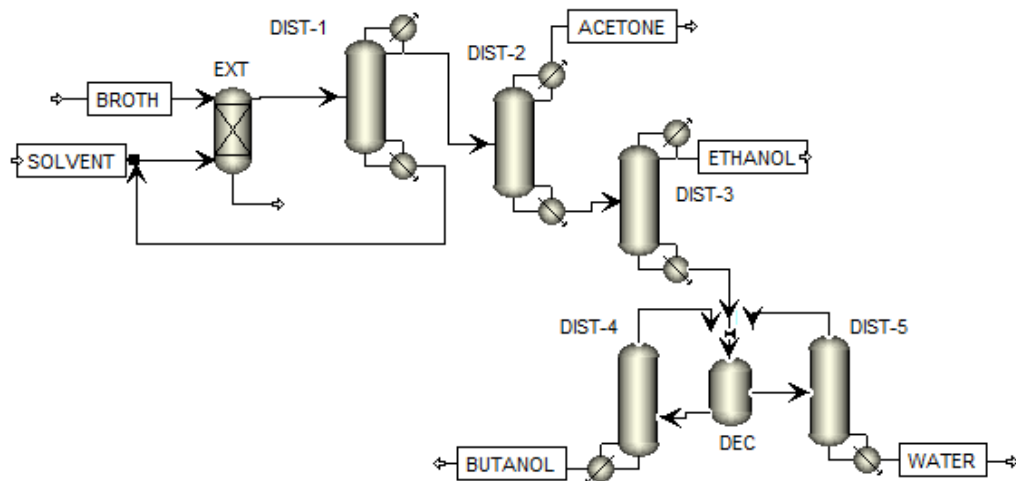 DIST-1
ACETONE
DIST-2
EXT
BROTH
SOLVENT
ETHANOL
DIST-3
DIST-4
DIST-5
DEC
BUTANOL
WATER